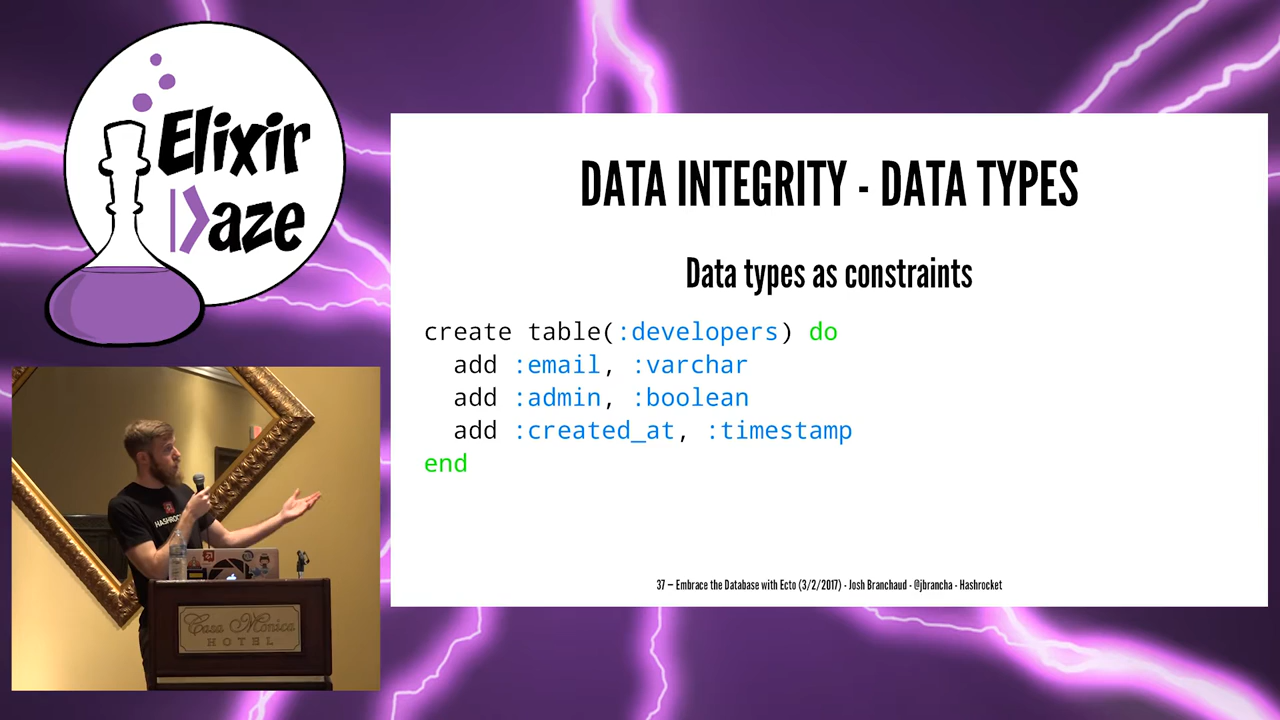 Elixir
Daze
DATA INTEGRITY - DATA TYPES
Data types as constraints
create table(:developers) do
  add :email, :varchar
  add :admin, :boolean
  add :created_at, :timestamp
end
37 – Embrace the Database with Ecto (3/2/2017) - Josh Branchaud - @jbrancha - Hashrocket
HASHROCK
Casa Monica
HOTEL